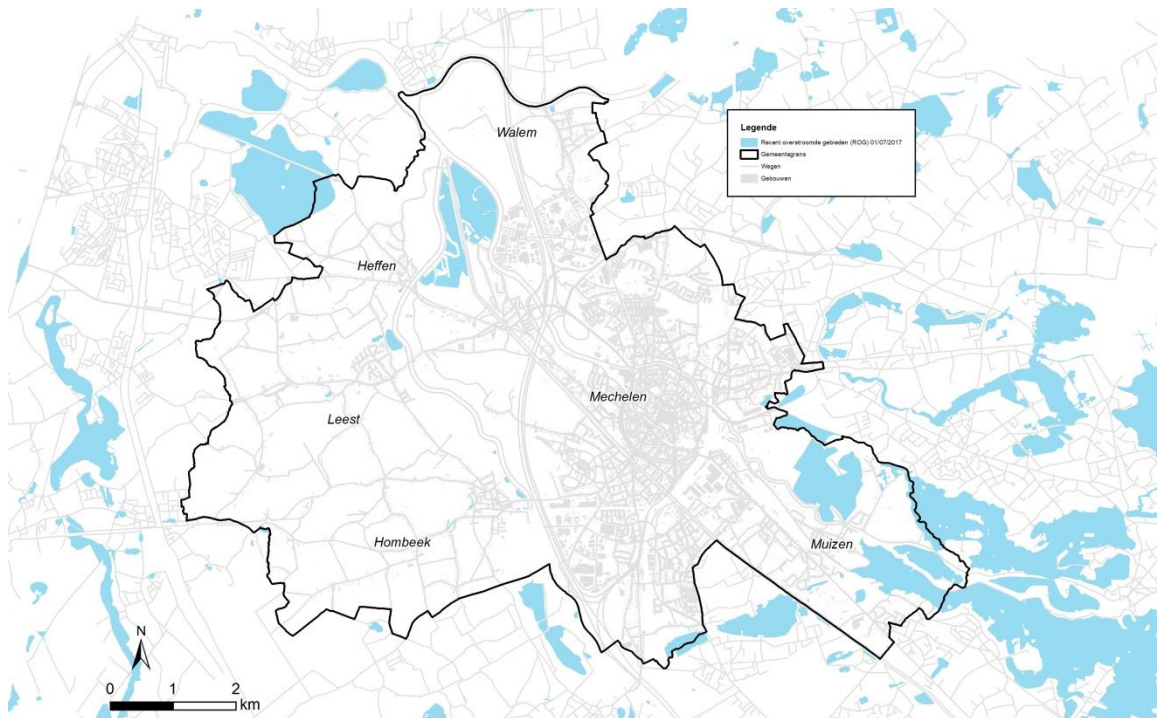 Walem
Legende
Recent overstroomde gebieden (ROG) 01/07/2017
Gemeentegrens
Wegen
Gebouwen
Heffen
Mechelen
Leest
Hombeek
Muizen
N
0 1 2
km